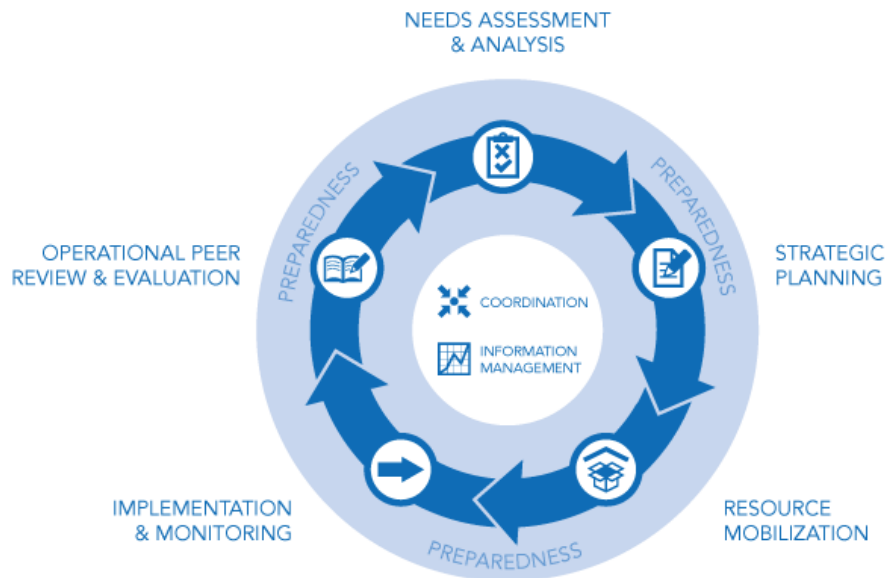 NEEDS ASSESSMENT
& ANALYSIS
PREPAREDNESS
PREPAREDNESS
OPERATIONAL PEER
REVIEW & EVALUATION
STRATEGIC
PLANNING
COORDINATION
INFORMATION
MANAGEMENT
IMPLEMENTATION
& MONITORING
RESOURCE
MOBILIZATION
PREPAREDNESS